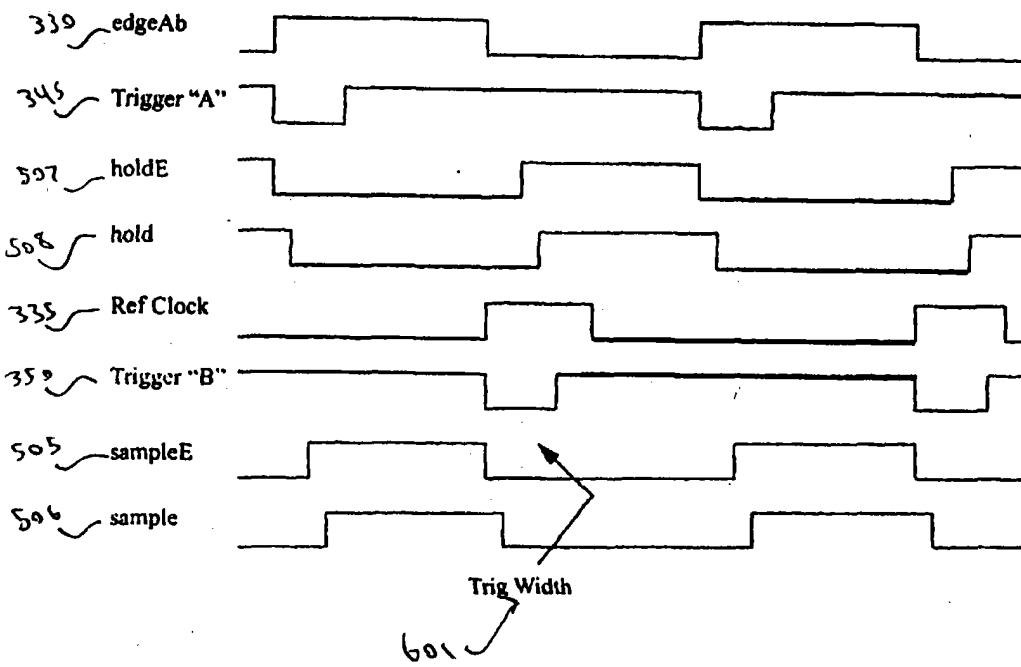 330 edgeAb
345 Trigger "A"
507 holdE
508 hold
335 Ref Clock
350 Trigger "B"
505 sampleE
506 sample
Trig Width
601